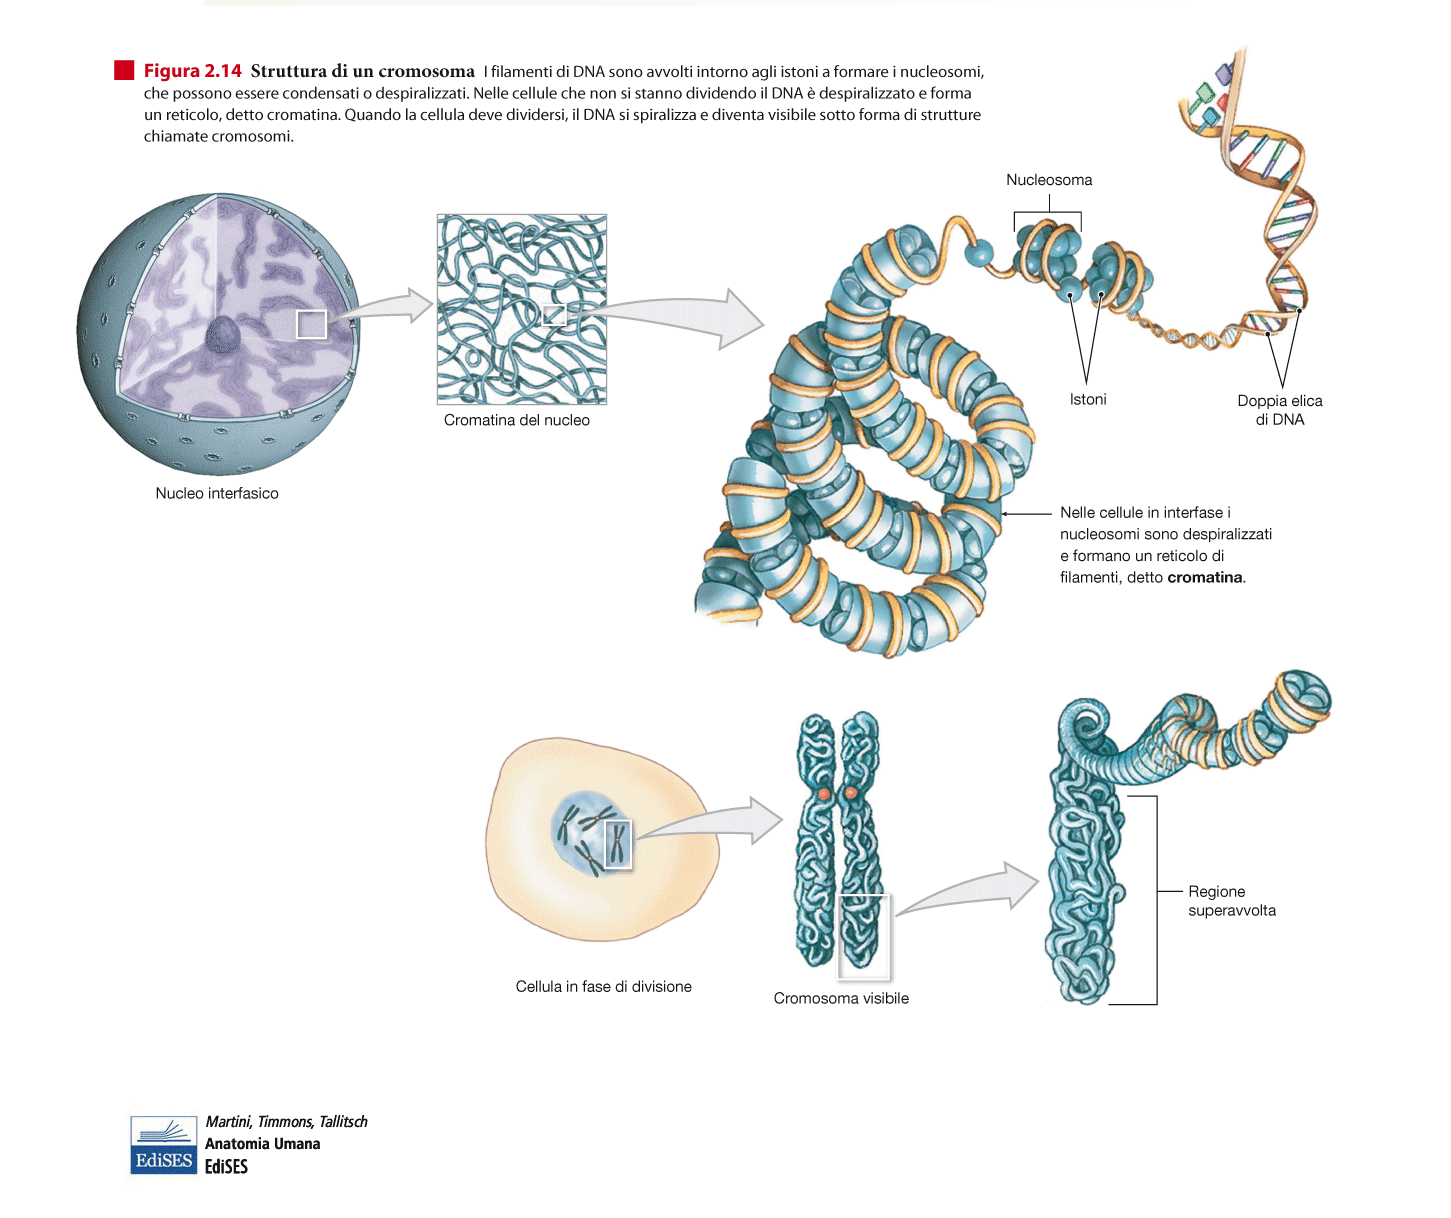 Figura 2.14 Struttura di un cromosoma I filamenti di DNA sono avvolti intorno agli istoni a formare i nucleosomi,
che possono essere condensati o despiralizzati. Nelle cellule che non si stanno dividendo il DNA è despiralizzato e forma
un reticolo, detto cromatina. Quando la cellula deve dividersi, il DNA si spiralizza e diventa visibile sotto forma di strutture
chiamate cromosomi.
Nucleosoma
Istoni
Doppia elica
di DNA
Cromatina del nucleo
Nucleo interfasico
Nelle cellule in interfase i
nucleosomi sono despiralizzati
e formano un reticolo di
filamenti, detto cromatina.
Regione
superavvolta
Cellula in fase di divisione
Cromosoma visibile
Martini, Timmons, Tallitsch
Anatomia Umana
EdiSES
EdiSES